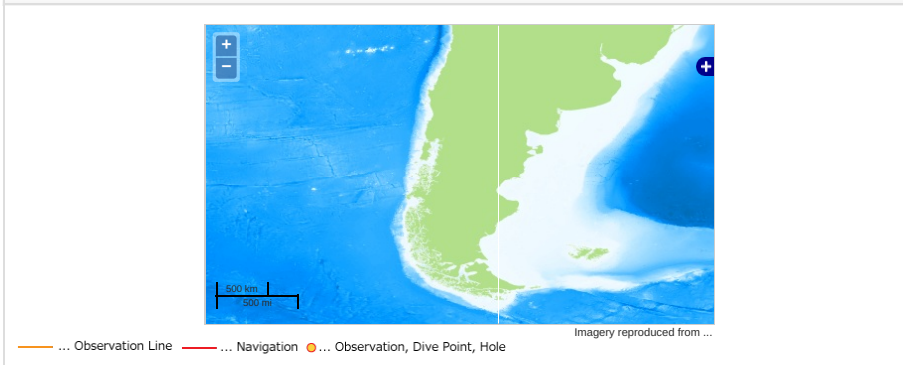 +
−
+
500 km
500 mi
Imagery reproduced from ...
... Observation Line ... Navigation ... Observation, Dive Point, Hole